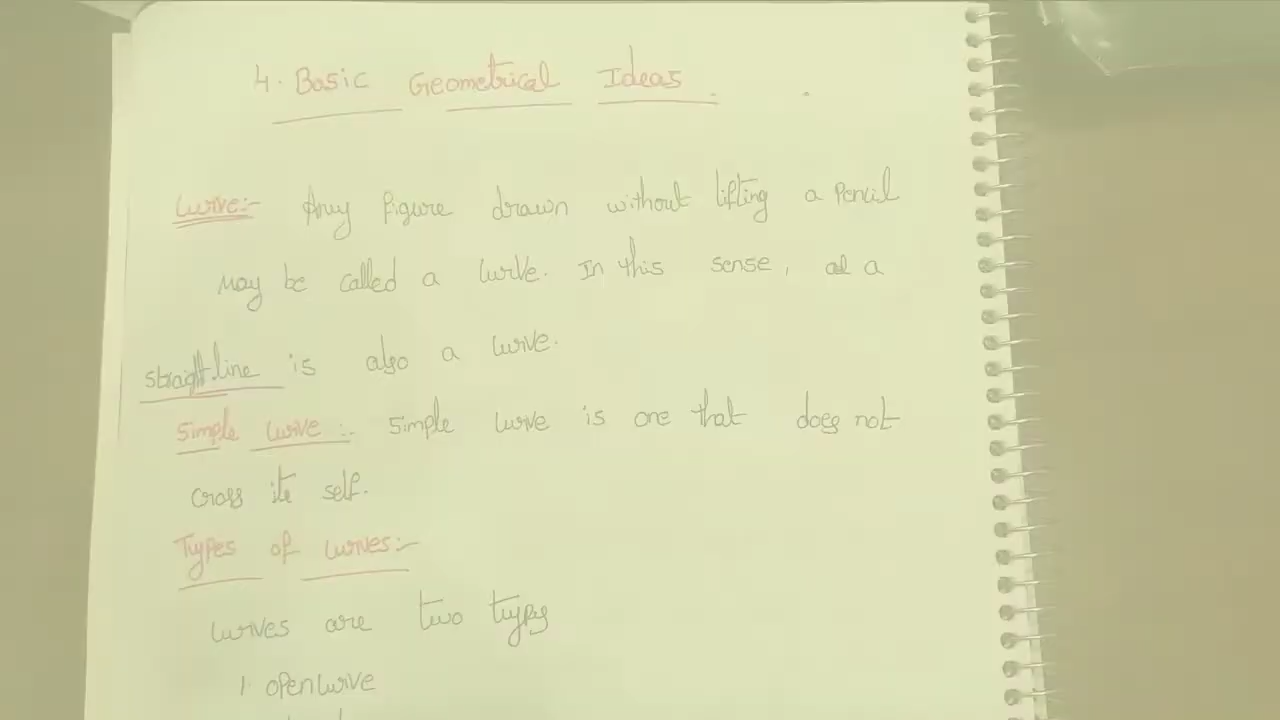 4. Basic Geometrical Ideas
Curve:- Any figure drawn without lifting a Pencil
may be called a curve. In this sense, a
straight line is also a curve.
Simple curve :- Simple curve is one that does not
cross its self.
Types of curves:-
curves are two types
1. open curve